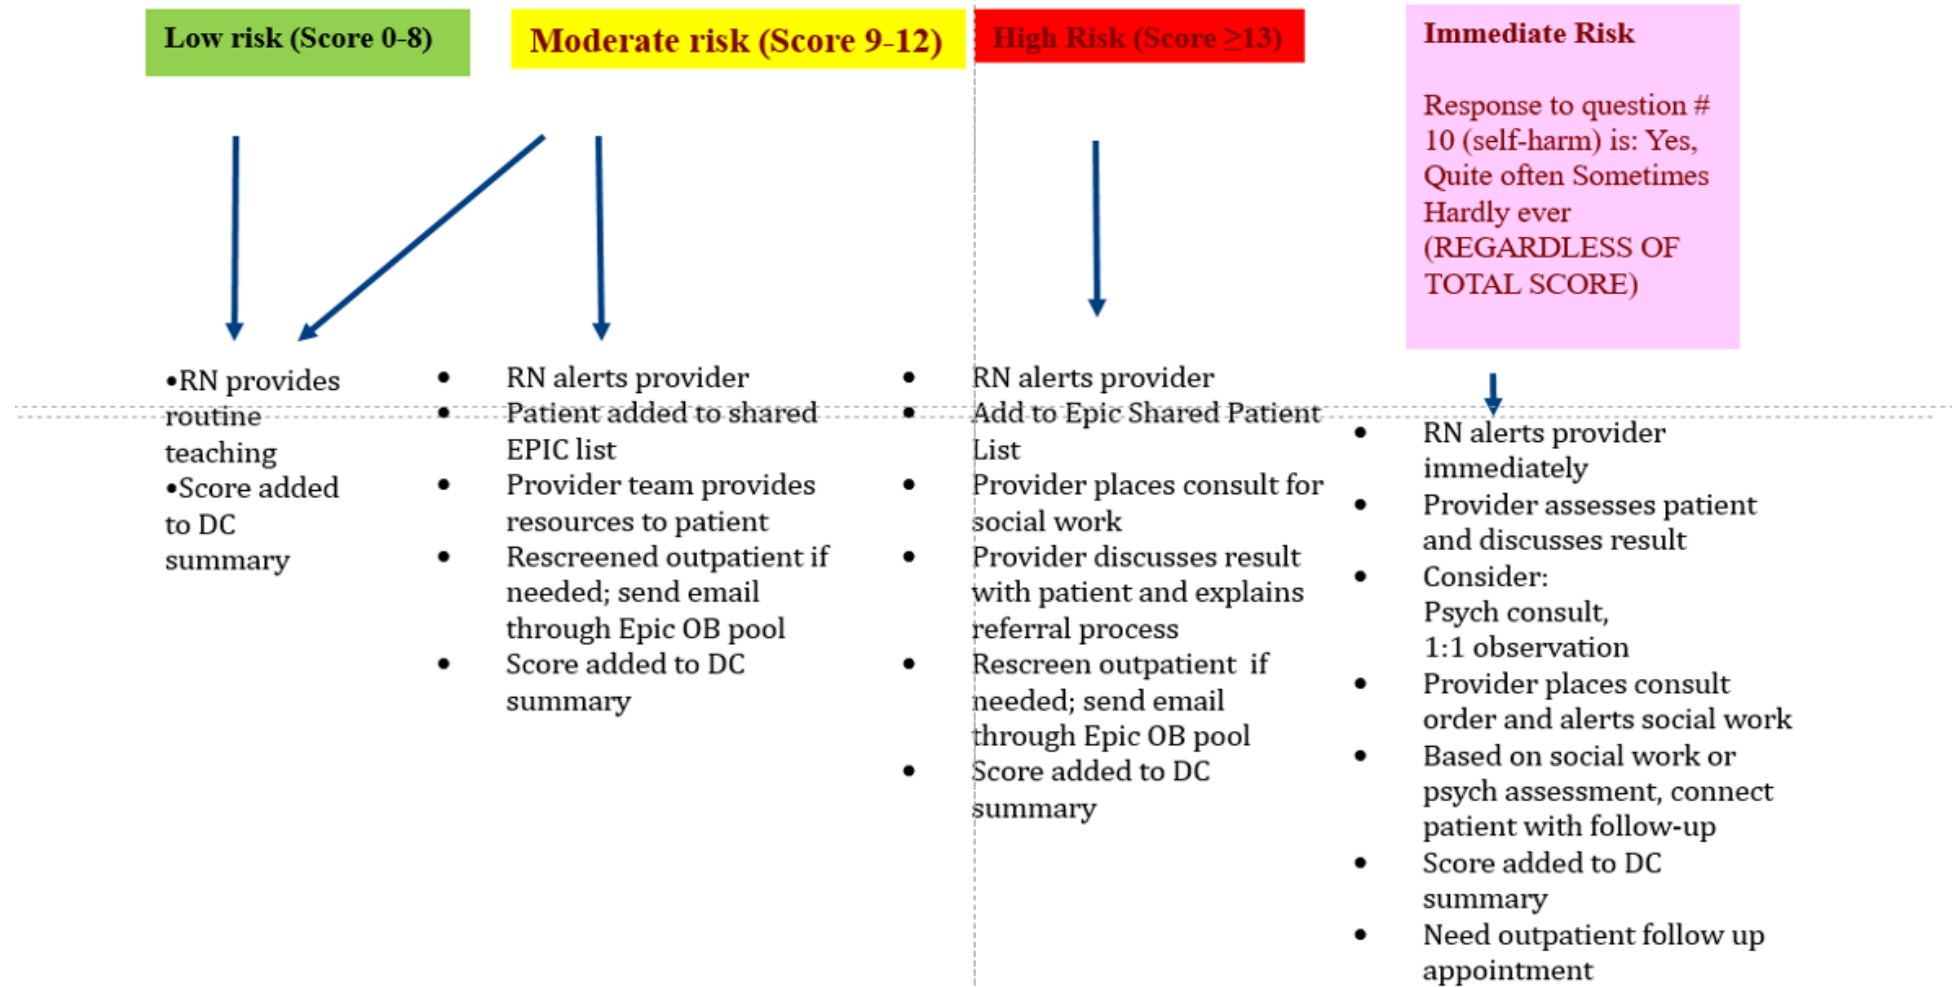 Low risk (Score 0-8)
Moderate risk (Score 9-12)
High Risk (Score ≥13)
Immediate Risk
Response to question #
10 (self-harm) is: Yes,
Quite often Sometimes
Hardly ever
(REGARDLESS OF
TOTAL SCORE)
•RN provides
routine
teaching
•Score added
to DC
summary
• RN alerts provider
• Patient added to shared
EPIC list
• Provider team provides
resources to patient
• Rescreened outpatient if
needed; send email
through Epic OB pool
• Score added to DC
summary
• RN alerts provider
• Add to Epic Shared Patient
List
• Provider places consult for
social work
• Provider discusses result
with patient and explains
referral process
• Rescreen outpatient  if
needed; send email
through Epic OB pool
• Score added to DC
summary
• RN alerts provider
immediately
• Provider assesses patient
and discusses result
• Consider:
Psych consult,
1:1 observation
• Provider places consult
order and alerts social work
• Based on social work or
psych assessment, connect
patient with follow-up
• Score added to DC
summary
• Need outpatient follow up
appointment